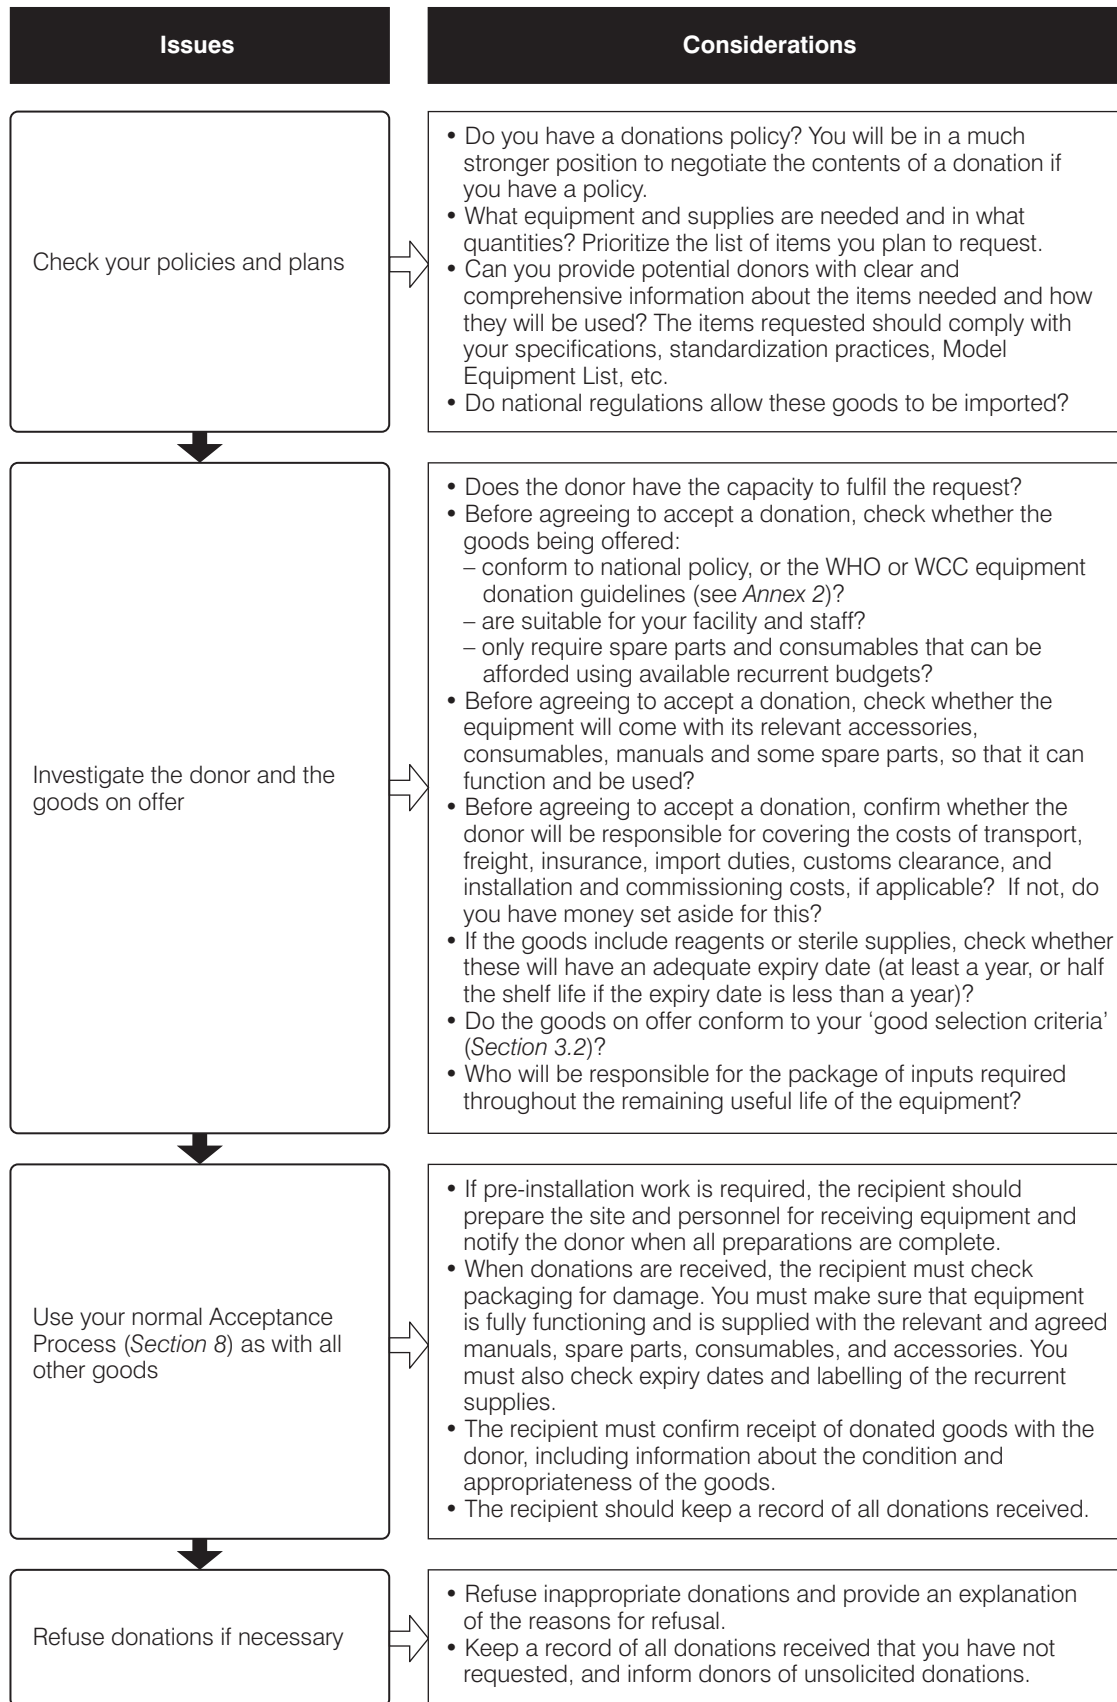 Issues
Considerations
Check your policies and plans
• Do you have a donations policy? You will be in a much
stronger position to negotiate the contents of a donation if
you have a policy.
• What equipment and supplies are needed and in what
quantities? Prioritize the list of items you plan to request.
• Can you provide potential donors with clear and
comprehensive information about the items needed and how
they will be used? The items requested should comply with
your specifications, standardization practices, Model
Equipment List, etc.
• Do national regulations allow these goods to be imported?
Investigate the donor and the
goods on offer
• Does the donor have the capacity to fulfil the request?
• Before agreeing to accept a donation, check whether the
goods being offered:
– conform to national policy, or the WHO or WCC equipment
donation guidelines (see Annex 2)?
– are suitable for your facility and staff?
– only require spare parts and consumables that can be
afforded using available recurrent budgets?
• Before agreeing to accept a donation, check whether the
equipment will come with its relevant accessories,
consumables, manuals and some spare parts, so that it can
function and be used?
• Before agreeing to accept a donation, confirm whether the
donor will be responsible for covering the costs of transport,
freight, insurance, import duties, customs clearance, and
installation and commissioning costs, if applicable? If not, do
you have money set aside for this?
• If the goods include reagents or sterile supplies, check whether
these will have an adequate expiry date (at least a year, or half
the shelf life if the expiry date is less than a year)?
• Do the goods on offer conform to your ‘good selection criteria’
(Section 3.2)?
• Who will be responsible for the package of inputs required
throughout the remaining useful life of the equipment?
Use your normal Acceptance
Process (Section 8) as with all
other goods
• If pre-installation work is required, the recipient should
prepare the site and personnel for receiving equipment and
notify the donor when all preparations are complete.
• When donations are received, the recipient must check
packaging for damage. You must make sure that equipment
is fully functioning and is supplied with the relevant and agreed
manuals, spare parts, consumables, and accessories. You
must also check expiry dates and labelling of the recurrent
supplies.
• The recipient must confirm receipt of donated goods with the
donor, including information about the condition and
appropriateness of the goods.
• The recipient should keep a record of all donations received.
Refuse donations if necessary
• Refuse inappropriate donations and provide an explanation
of the reasons for refusal.
• Keep a record of all donations received that you have not
requested, and inform donors of unsolicited donations.